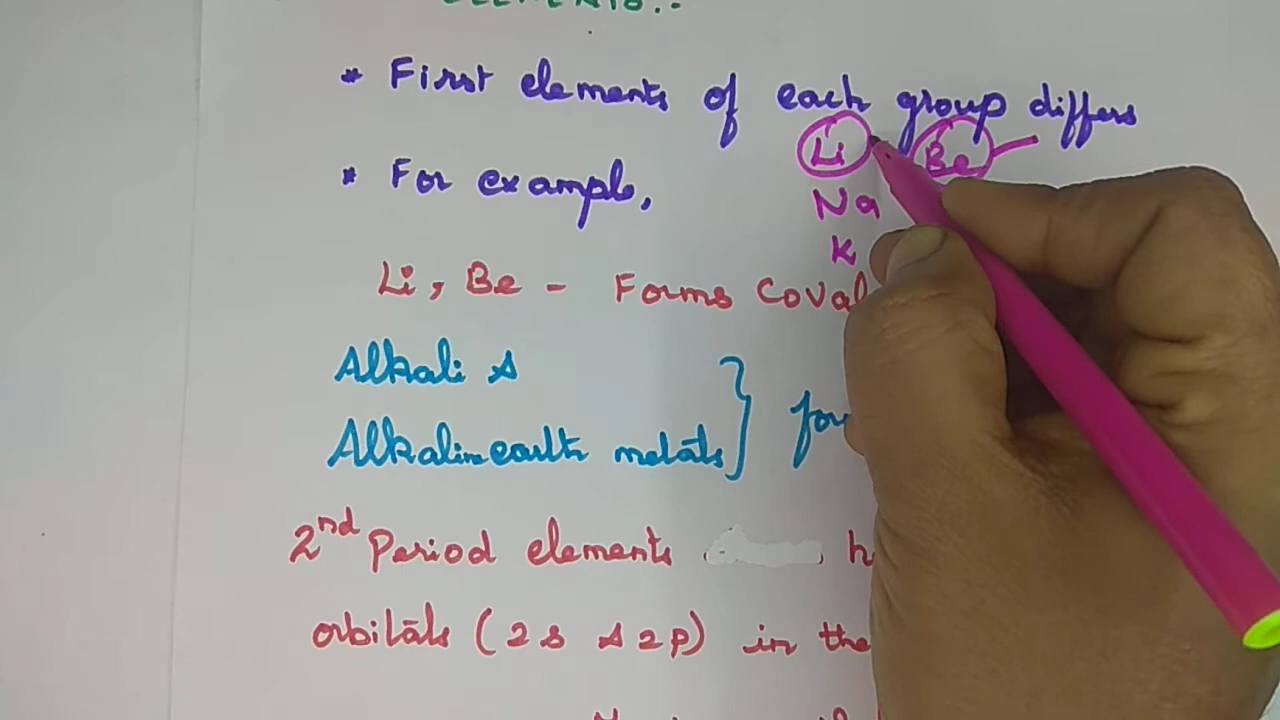 * First elements of each group differs
Li Be
* For example,
Na
K
Li, Be - Forms Coval
Alkali &
Alkaline earth metals } for
2nd Period elements h
orbitals (2s & 2p) in the